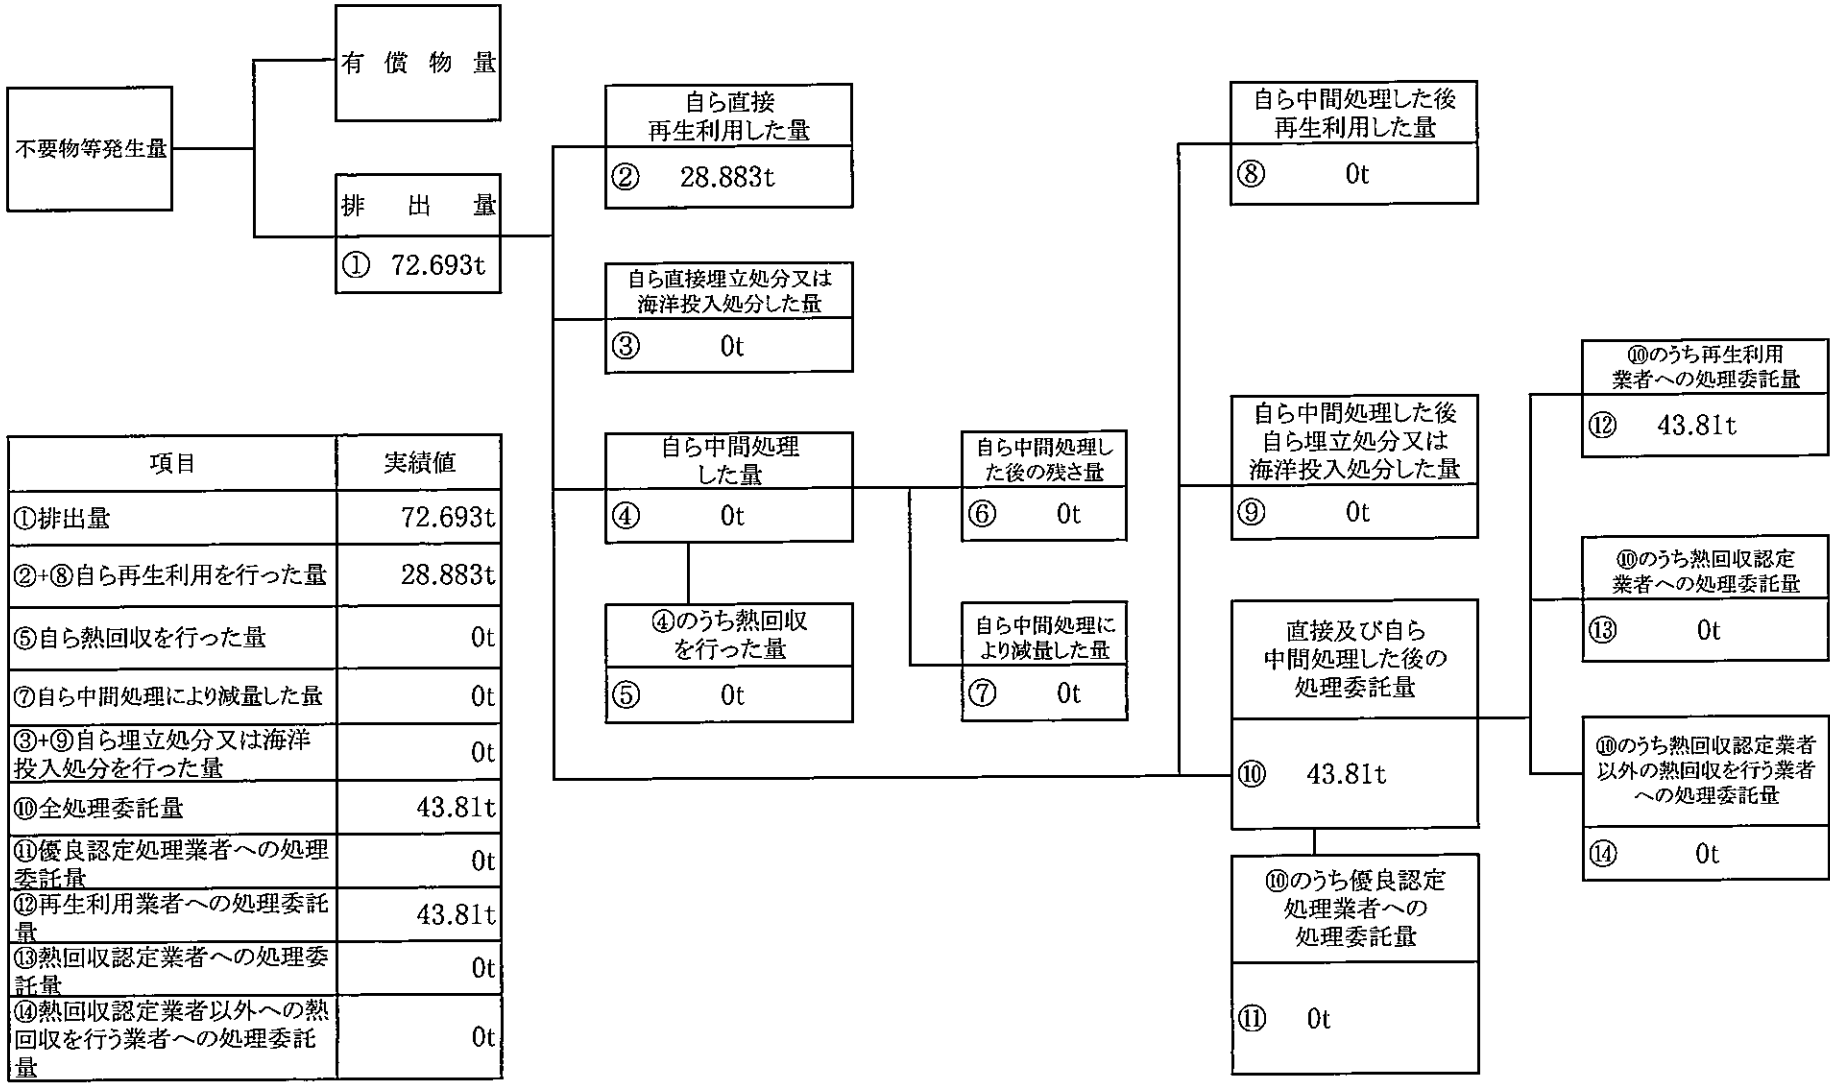 有償物量
不要物等発生量
排出量
① 72.693t
自ら直接
再生利用した量
② 28.883t
自ら直接埋立処分又は
海洋投入処分した量
③ 0t
自ら中間処理
した量
④ 0t
④のうち熱回収
を行った量
⑤ 0t
自ら中間処理し
た後の残さ量
⑥ 0t
自ら中間処理に
より減量した量
⑦ 0t
自ら中間処理した後
再生利用した量
⑧ 0t
自ら中間処理した後
自ら埋立処分又は
海洋投入処分した量
⑨ 0t
直接及び自ら
中間処理した後の
処理委託量
⑩ 43.81t
⑩のうち優良認定
処理業者への
処理委託量
⑪ 0t
⑩のうち再生利用
業者への処理委託量
⑫ 43.81t
⑩のうち熱回収認定
業者への処理委託量
⑬ 0t
⑩のうち熱回収認定業者
以外の熱回収を行う業者
への処理委託量
⑭ 0t
項目 実績値
①排出量 72.693t
②+⑧自ら再生利用を行った量 28.883t
⑤自ら熱回収を行った量 0t
⑦自ら中間処理により減量した量 0t
③+⑨自ら埋立処分又は海洋
投入処分を行った量 0t
⑩全処理委託量 43.81t
⑪優良認定処理業者への処理
委託量 0t
⑫再生利用業者への処理委託
量 43.81t
⑬熱回収認定業者への処理委
託量 0t
⑭熱回収認定業者以外への熱
回収を行う業者への処理委託
量 0t